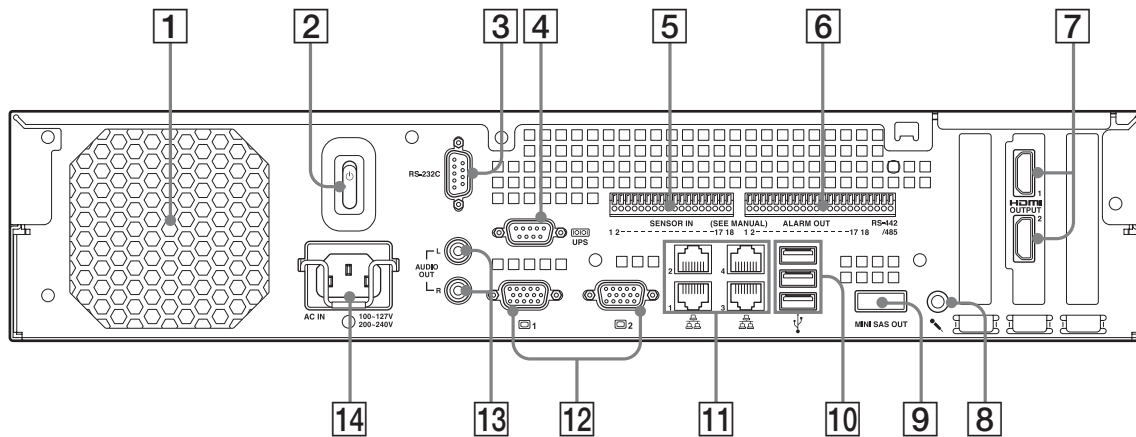 1
2
3
4
5
6
7
RS-232C
SENSOR IN (SEE MANUAL) ALARM OUT RS-442
/485
1 2 17 18 1 2 17 18
UPS
1
HDMI
OUTPUT
2
L
AUDIO
OUT
R
2 4
1 3
AC IN 100~127V
200~240V
1
2
MINI SAS OUT
14
13
12
11
10
9
8